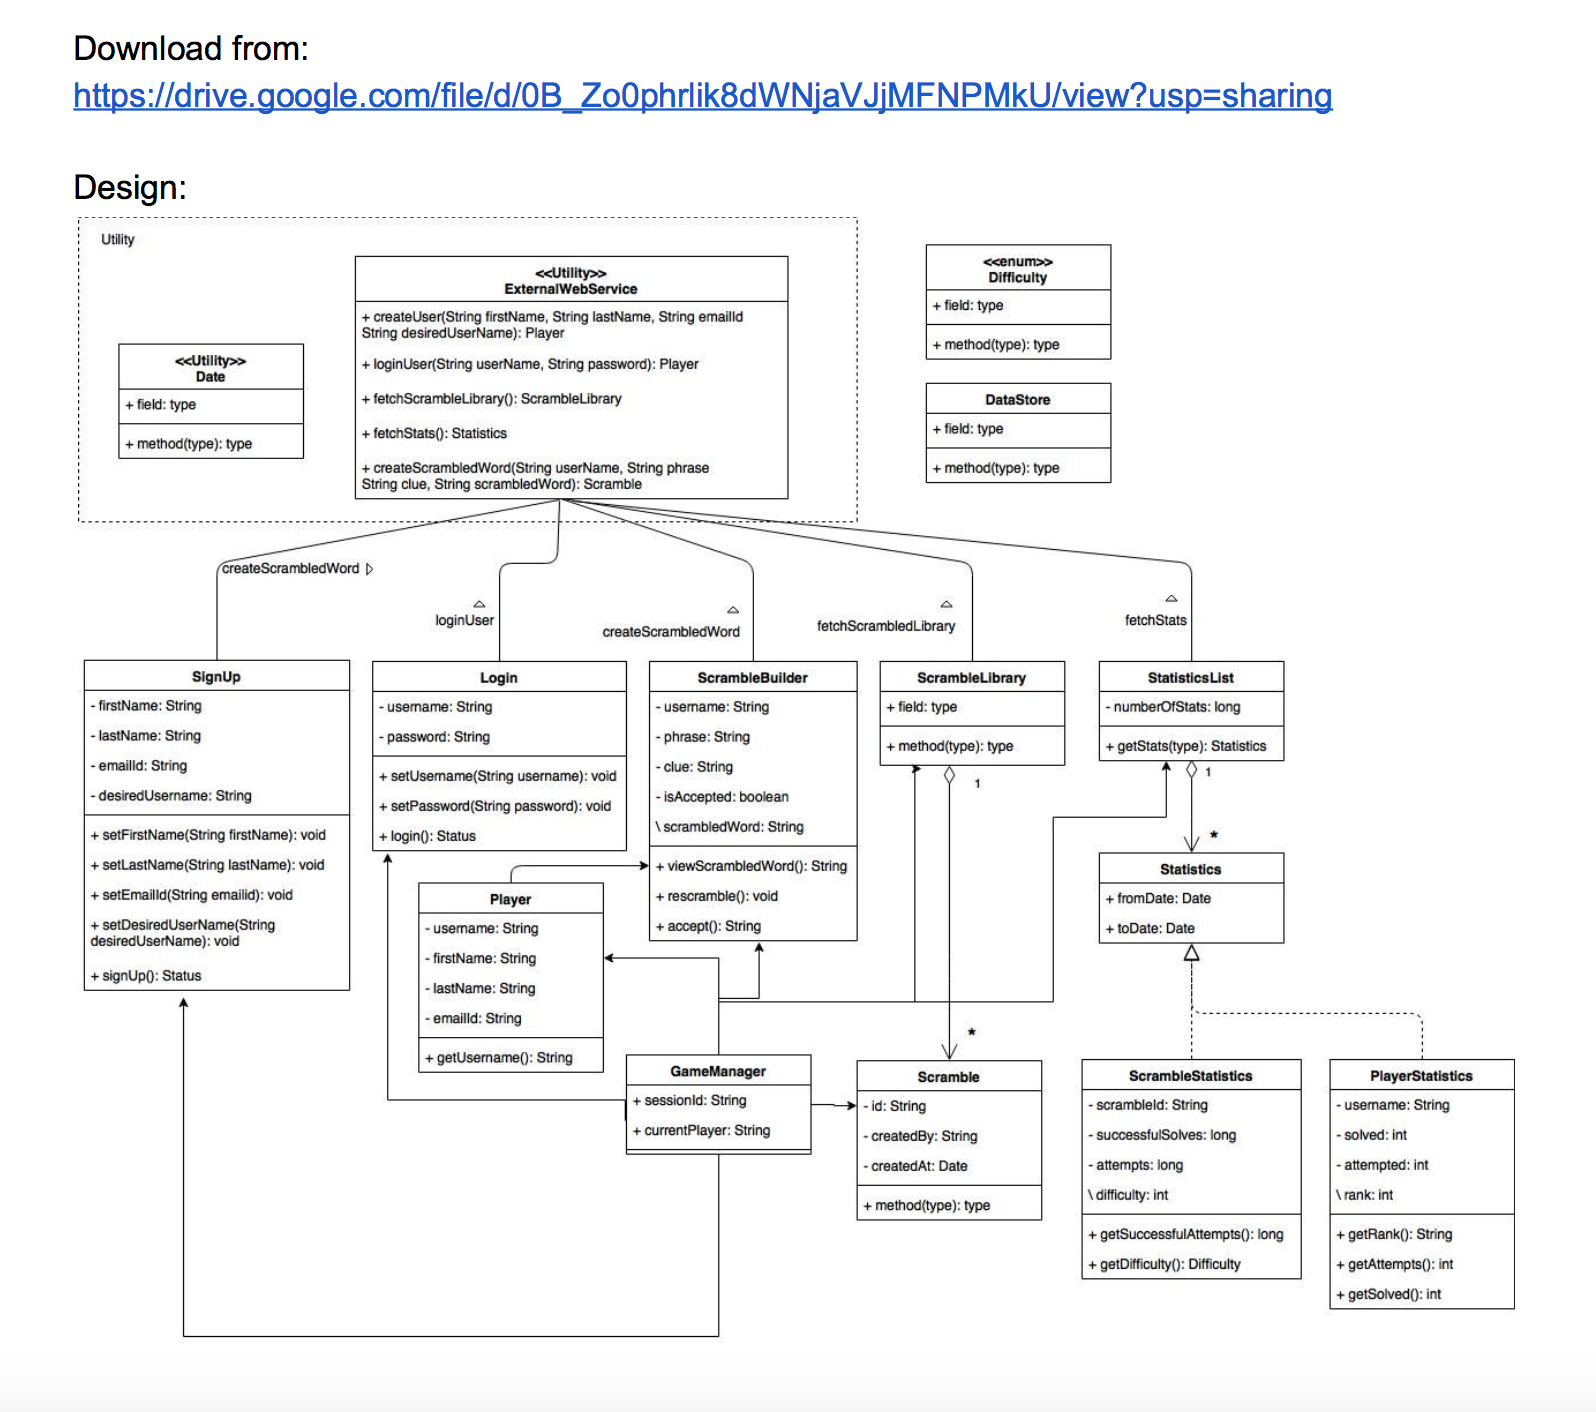 Download from:
https://drive.google.com/file/d/0B_Zo0phrlik8dWNjaVJjMFNPMkU/view?usp=sharing
Design:
Utility
<<Utility>>
ExternalWebService
+ createUser(String firstName, String lastName, String emailId
String desiredUserName): Player
+ loginUser(String userName, String password): Player
+ fetchScrambleLibrary(): ScrambleLibrary
+ fetchStats(): Statistics
+ createScrambledWord(String userName, String phrase
String clue, String scrambledWord): Scramble
<<Utility>>
Date
+ field: type
+ method(type): type
<<enum>>
Difficulty
+ field: type
+ method(type): type
DataStore
+ field: type
+ method(type): type
createScrambledWord
loginUser
createScrambledWord
fetchScrambledLibrary
fetchStats
SignUp
- firstName: String
- lastName: String
- emailId: String
- desiredUsername: String
+ setFirstName(String firstName): void
+ setLastName(String lastName): void
+ setEmailId(String emailid): void
+ setDesiredUserName(String
desiredUserName): void
+ signUp(): Status
Login
- username: String
- password: String
+ setUsername(String username): void
+ setPassword(String password): void
+ login(): Status
ScrambleBuilder
- username: String
- phrase: String
- clue: String
- isAccepted: boolean
\ scrambledWord: String
+ viewScrambledWord(): String
+ rescramble(): void
+ accept(): String
ScrambleLibrary
+ field: type
+ method(type): type
1
*
StatisticsList
- numberOfStats: long
+ getStats(type): Statistics
1
*
Statistics
+ fromDate: Date
+ toDate: Date
Player
- username: String
- firstName: String
- lastName: String
- emailId: String
+ getUsername(): String
GameManager
+ sessionId: String
+ currentPlayer: String
Scramble
- id: String
- createdBy: String
- createdAt: Date
+ method(type): type
ScrambleStatistics
- scrambleId: String
- successfulSolves: long
- attempts: long
\ difficulty: int
+ getSuccessfulAttempts(): long
+ getDifficulty(): Difficulty
PlayerStatistics
- username: String
- solved: int
- attempted: int
\ rank: int
+ getRank(): String
+ getAttempts(): int
+ getSolved(): int